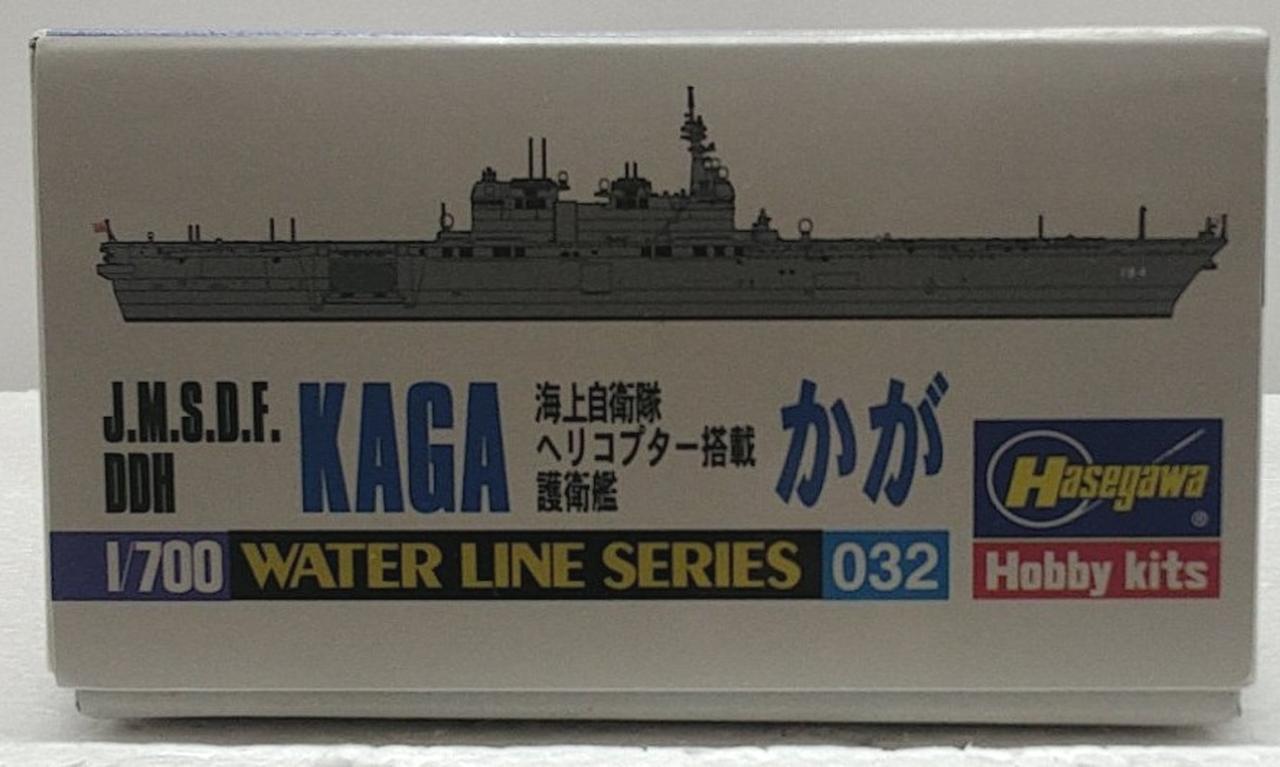 J.M.S.D.F.
DDH
KAGA
海上自衛隊
ヘリコプター搭載
護衛艦
かが
Hasegawa®
Hobby kits
1/700 WATER LINE SERIES 032